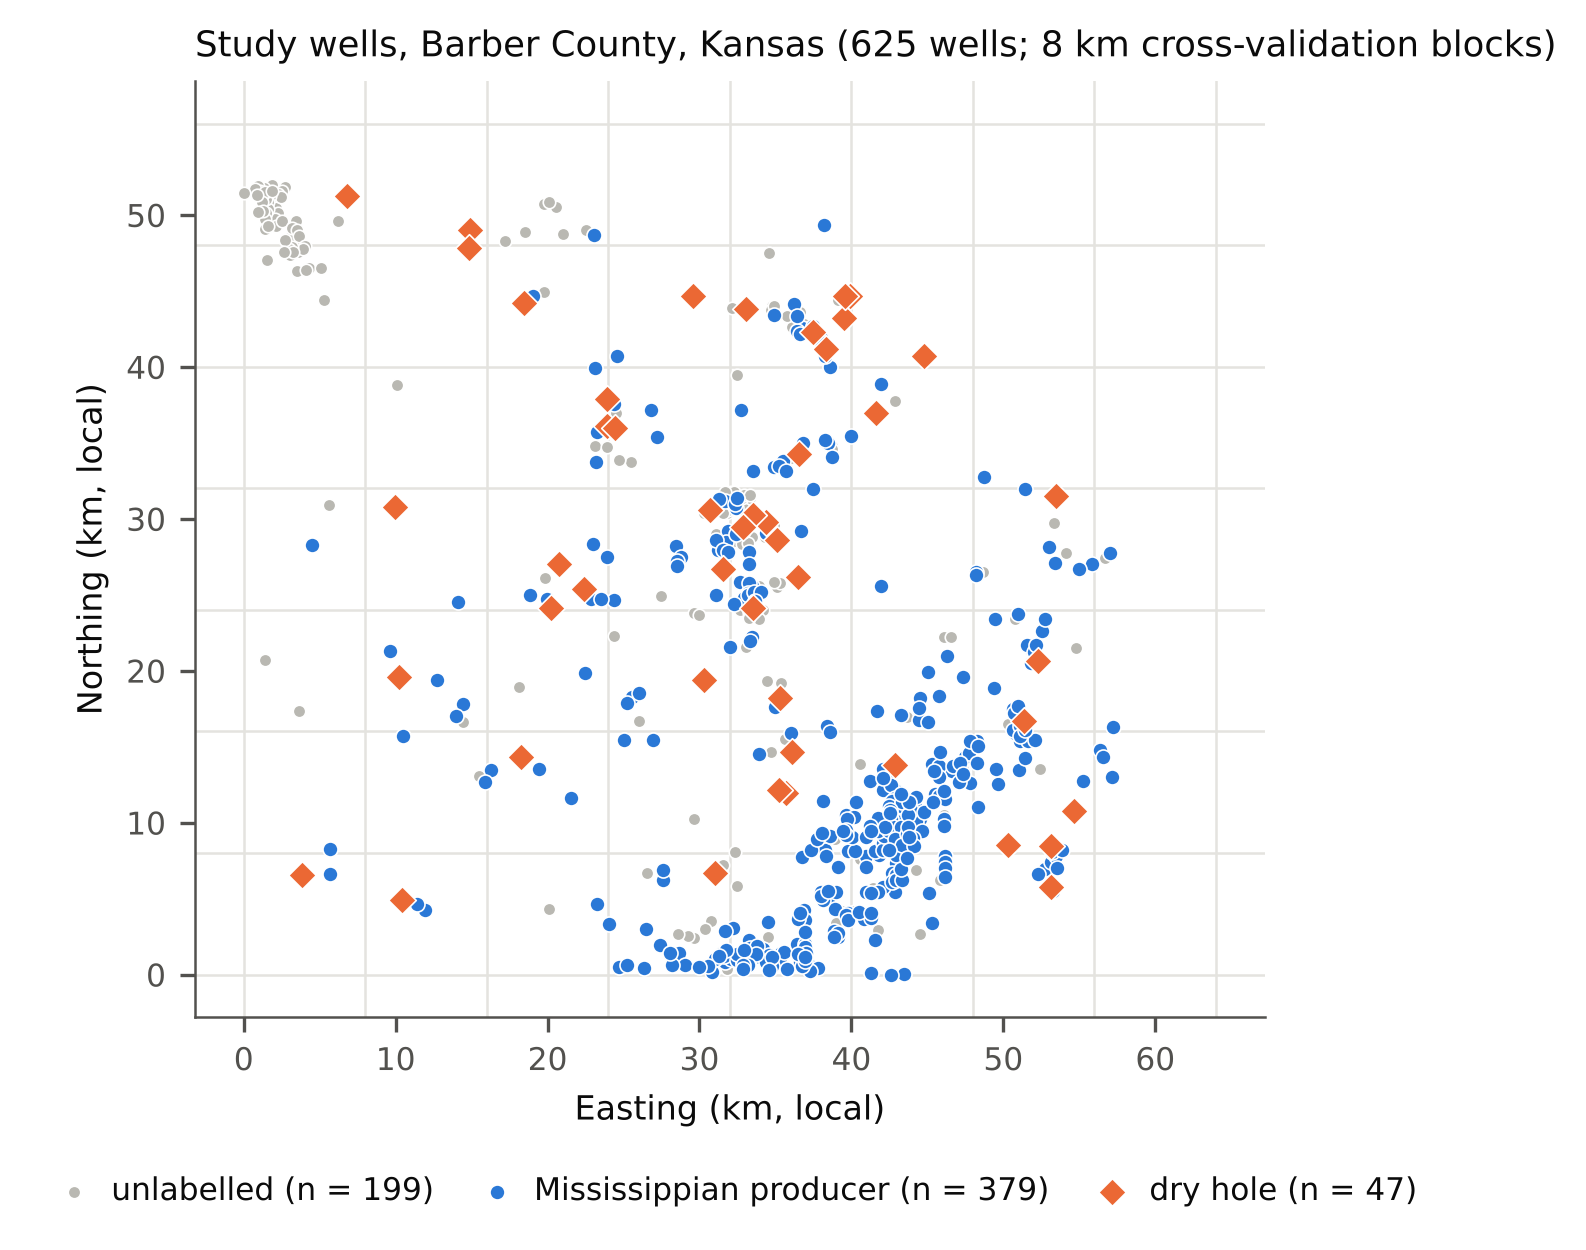 Study wells, Barber County, Kansas (625 wells; 8 km cross-validation blocks)
50
40
30
20
10
0
Northing (km, local)
0 10 20 30 40 50 60
Easting (km, local)
unlabelled (n = 199) Mississippian producer (n = 379) dry hole (n = 47)